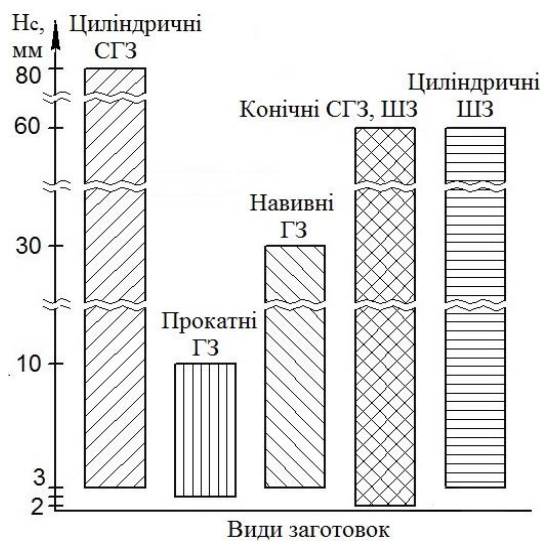 Нс,
мм
Циліндричні
СГЗ
80
Циліндричні
ШЗ
Конічні СГЗ, ШЗ
60
Навивні
ГЗ
30
Прокатні
ГЗ
10
3
2
Види заготовок